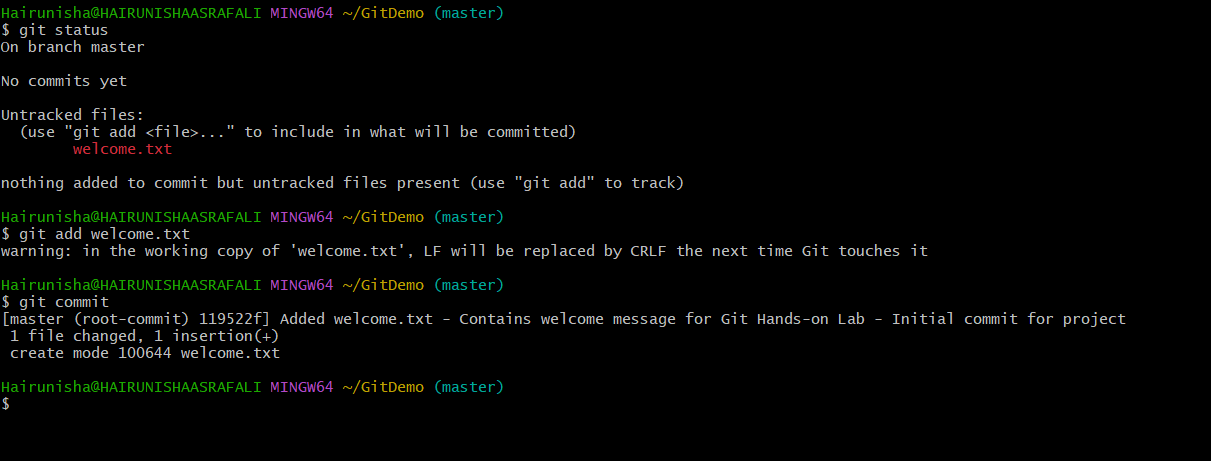 Hairunisha@HAIRUNISHAASRAFALI MINGW64 ~/GitDemo (master)
$ git status
On branch master
No commits yet
Untracked files:
(use "git add <file>..." to include in what will be committed)
welcome.txt
nothing added to commit but untracked files present (use "git add" to track)
Hairunisha@HAIRUNISHAASRAFALI MINGW64 ~/GitDemo (master)
$ git add welcome.txt
warning: in the working copy of 'welcome.txt', LF will be replaced by CRLF the next time Git touches it
Hairunisha@HAIRUNISHAASRAFALI MINGW64 ~/GitDemo (master)
$ git commit
[master (root-commit) 119522f] Added welcome.txt - Contains welcome message for Git Hands-on Lab - Initial commit for project
1 file changed, 1 insertion(+)
create mode 100644 welcome.txt
Hairunisha@HAIRUNISHAASRAFALI MINGW64 ~/GitDemo (master)
$